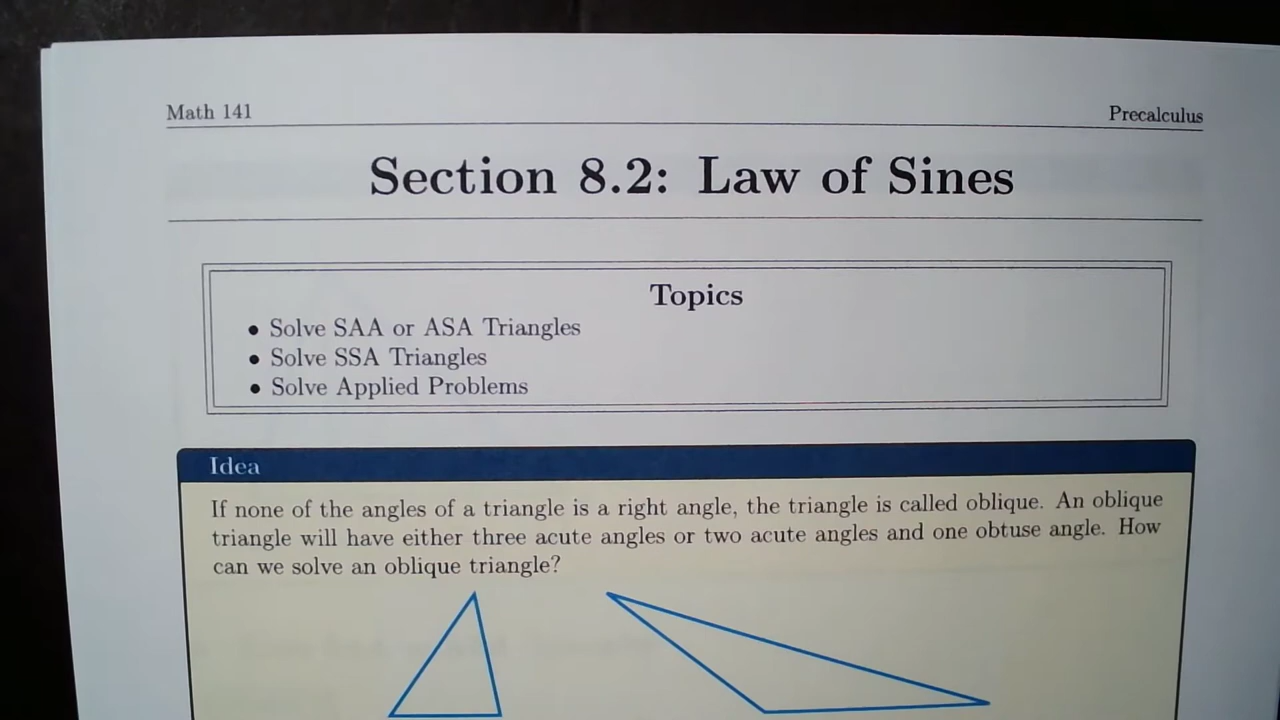 Math 141
Precalculus
Section 8.2: Law of Sines
Topics
• Solve SAA or ASA Triangles
• Solve SSA Triangles
• Solve Applied Problems
Idea
If none of the angles of a triangle is a right angle, the triangle is called oblique. An oblique
triangle will have either three acute angles or two acute angles and one obtuse angle. How
can we solve an oblique triangle?